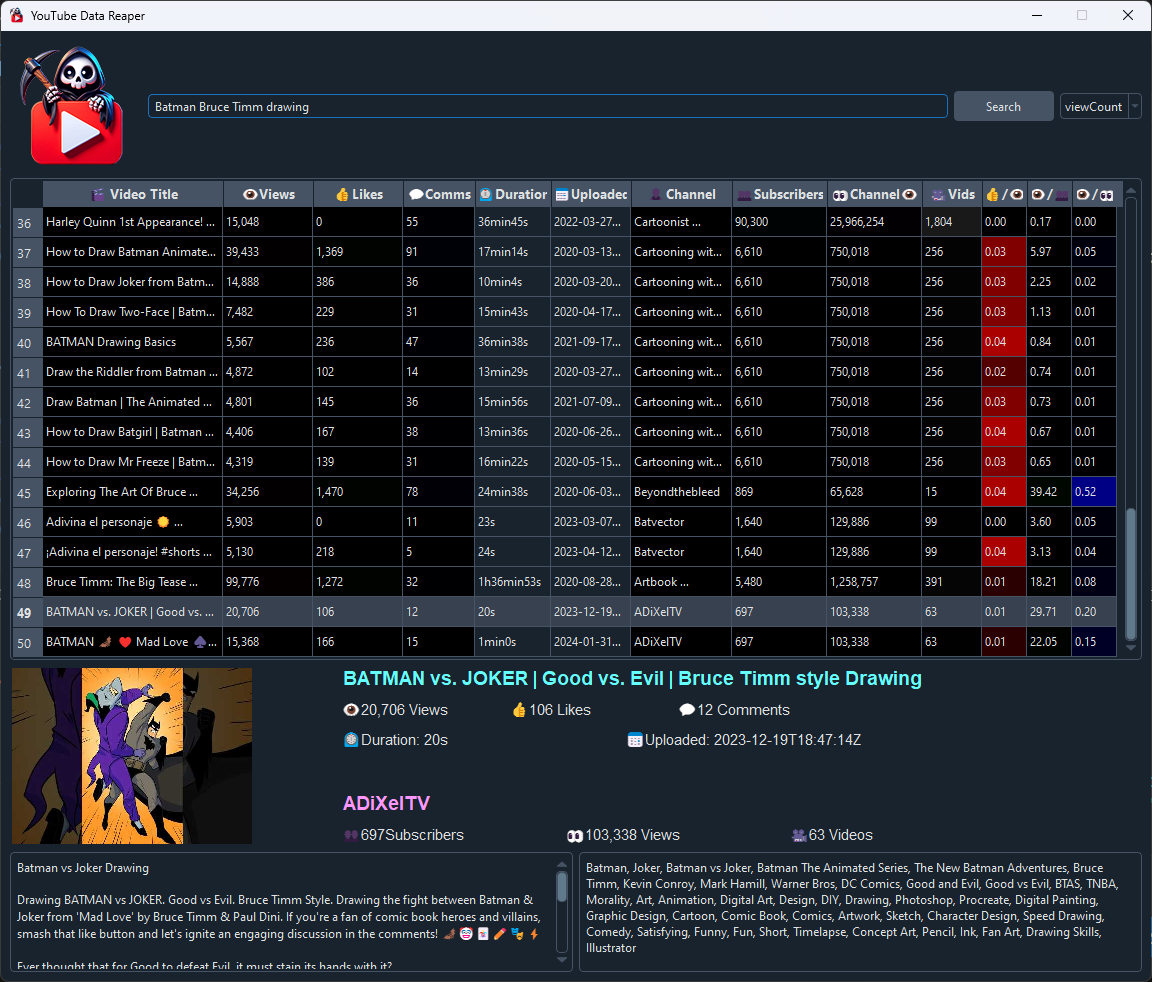 YouTube Data Reaper
Batman Bruce Timm drawing
Search
viewCount
Video Title Views Likes Comms Duration Uploaded Channel Subscribers Channel Vids / / /
36 Harley Quinn 1st Appearance! ... 15,048 0 55 36min45s 2022-03-27... Cartoonist ... 90,300 25,966,254 1,804 0.00 0.17 0.00
37 How to Draw Batman Animate... 39,433 1,369 91 17min14s 2020-03-13... Cartooning wit... 6,610 750,018 256 0.03 5.97 0.05
38 How to Draw Joker from Batm... 14,888 386 36 10min4s 2020-03-20... Cartooning wit... 6,610 750,018 256 0.03 2.25 0.02
39 How To Draw Two-Face | Batm... 7,482 229 31 15min43s 2020-04-17... Cartooning wit... 6,610 750,018 256 0.03 1.13 0.01
40 BATMAN Drawing Basics 5,567 236 47 36min38s 2021-09-17... Cartooning wit... 6,610 750,018 256 0.04 0.84 0.01
41 Draw the Riddler from Batman ... 4,872 102 14 13min29s 2020-03-27... Cartooning wit... 6,610 750,018 256 0.02 0.74 0.01
42 Draw Batman | The Animated ... 4,801 145 36 15min56s 2021-07-09... Cartooning wit... 6,610 750,018 256 0.03 0.73 0.01
43 How to Draw Batgirl | Batman ... 4,406 167 38 13min36s 2020-06-26... Cartooning wit... 6,610 750,018 256 0.04 0.67 0.01
44 How to Draw Mr Freeze | Batm... 4,319 139 31 16min22s 2020-05-15... Cartooning wit... 6,610 750,018 256 0.03 0.65 0.01
45 Exploring The Art Of Bruce ... 34,256 1,470 78 24min38s 2020-06-03... Beyondthebleed 869 65,628 15 0.04 39.42 0.52
46 Adivina el personaje 🌞 ... 5,903 0 11 23s 2023-03-07... Batvector 1,640 129,886 99 0.00 3.60 0.05
47 ¡Adivina el personaje! #shorts ... 5,130 218 5 24s 2023-04-12... Batvector 1,640 129,886 99 0.04 3.13 0.04
48 Bruce Timm: The Big Tease ... 99,776 1,272 32 1h36min53s 2020-08-28... Artbook ... 5,480 1,258,757 391 0.01 18.21 0.08
49 BATMAN vs. JOKER | Good vs. ... 20,706 106 12 20s 2023-12-19... ADiXelTV 697 103,338 63 0.01 29.71 0.20
50 BATMAN 🦇 ♥️ Mad Love ♠️... 15,368 166 15 1min0s 2024-01-31... ADiXelTV 697 103,338 63 0.01 22.05 0.15
BATMAN vs. JOKER | Good vs. Evil | Bruce Timm style Drawing
20,706 Views 106 Likes 12 Comments
Duration: 20s Uploaded: 2023-12-19T18:47:14Z
ADiXelTV
697Subscribers 103,338 Views 63 Videos
Batman vs Joker Drawing
Drawing BATMAN vs JOKER. Good vs Evil. Bruce Timm Style. Drawing the fight between Batman &
Joker from 'Mad Love' by Bruce Timm & Paul Dini. If you're a fan of comic book heroes and villains,
smash that like button and let's ignite an engaging discussion in the comments!
Ever thought that for Good to defeat Evil, it must stain its hands with it?
Batman, Joker, Batman vs Joker, Batman The Animated Series, The New Batman Adventures, Bruce
Timm, Kevin Conroy, Mark Hamill, Warner Bros, DC Comics, Good and Evil, Good vs Evil, BTAS, TNBA,
Morality, Art, Animation, Digital Art, Design, DIY, Drawing, Photoshop, Procreate, Digital Painting,
Graphic Design, Cartoon, Comic Book, Comics, Artwork, Sketch, Character Design, Speed Drawing,
Comedy, Satisfying, Funny, Fun, Short, Timelapse, Concept Art, Pencil, Ink, Fan Art, Drawing Skills,
Illustrator